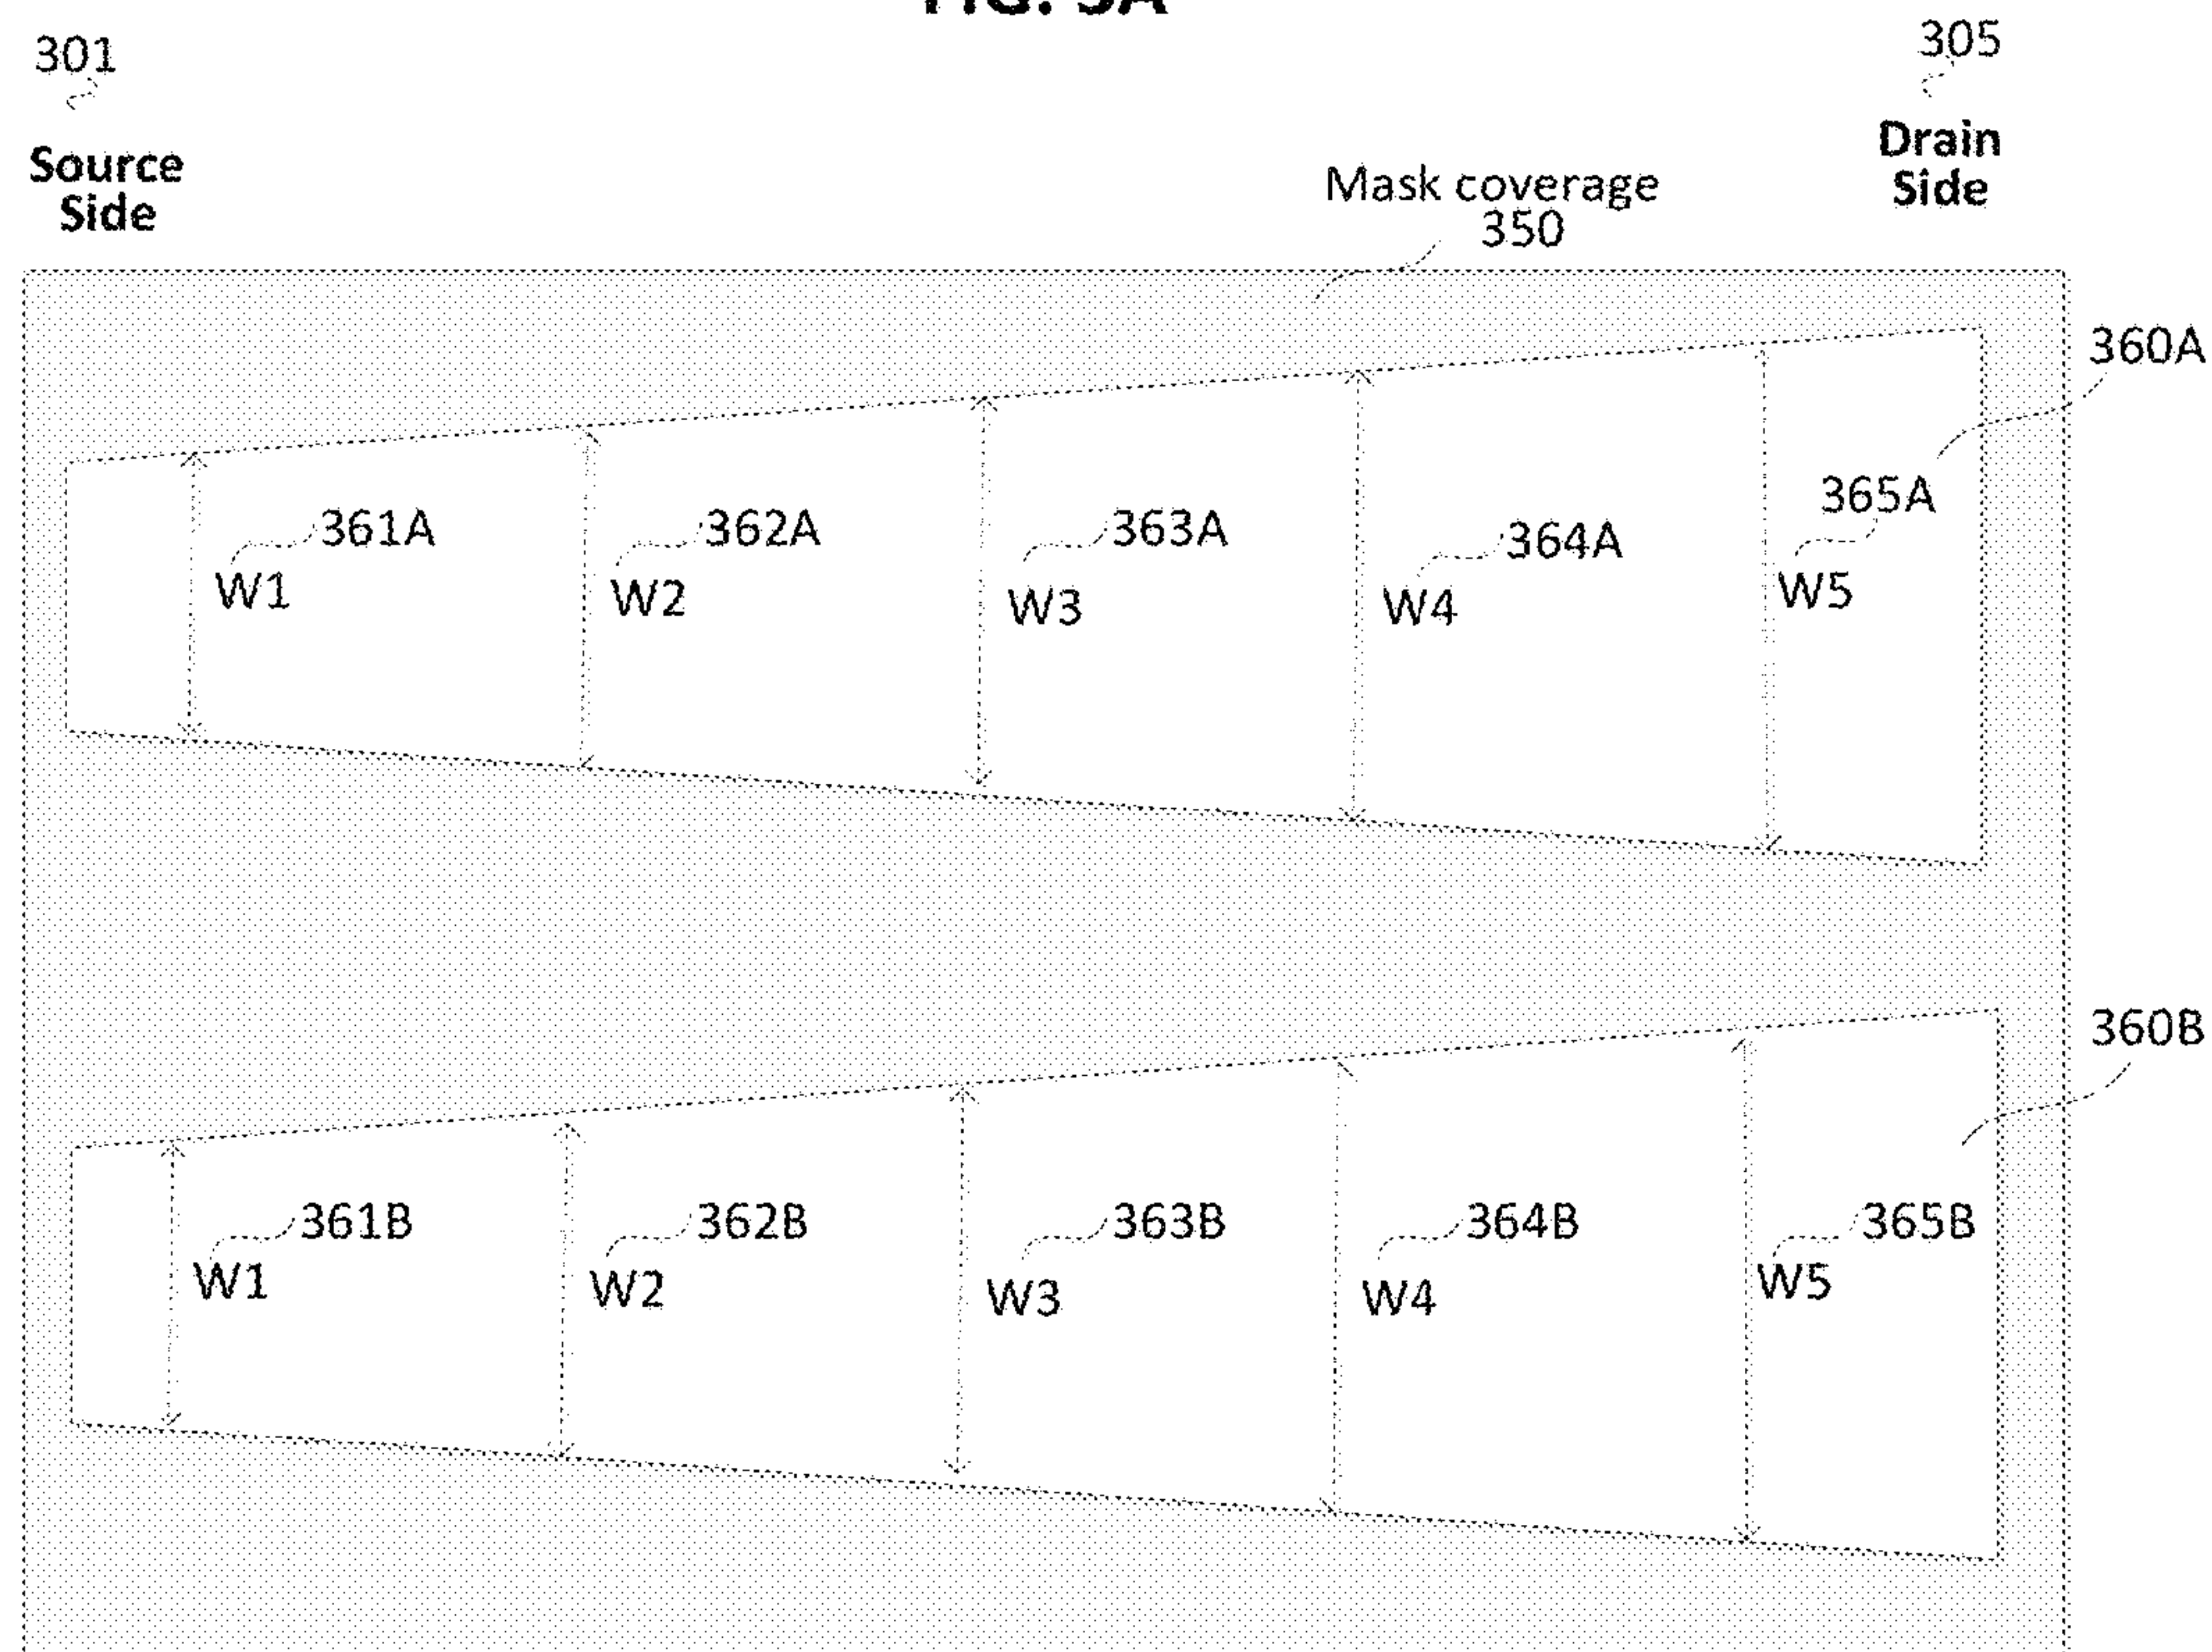 301
305
Source
Side
Drain
Side
Mask coverage
350
360A
361A
362A
363A
364A
365A
W1
W2
W3
W4
W5
360B
361B
362B
363B
364B
365B
W1
W2
W3
W4
W5